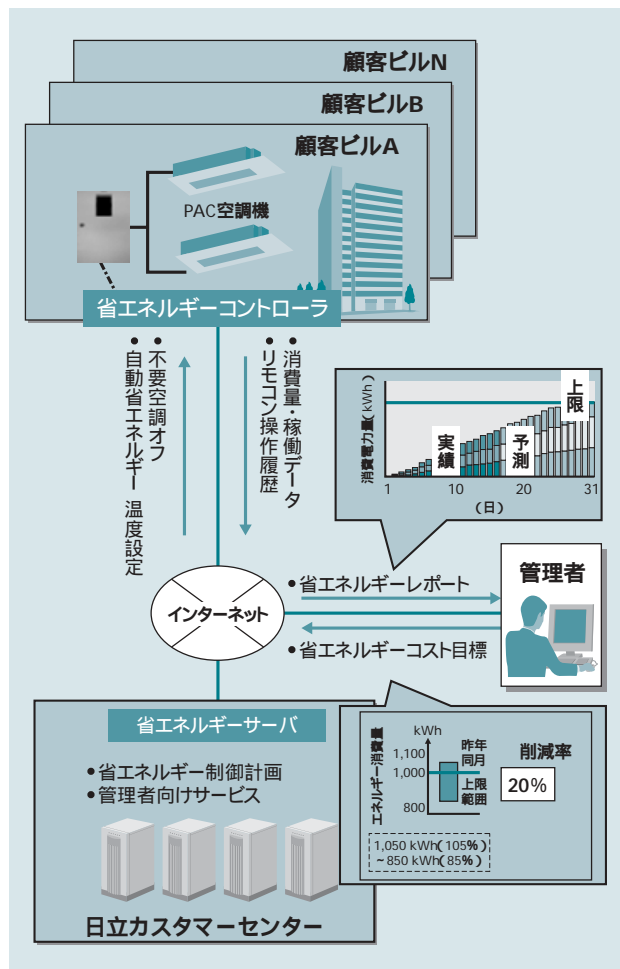 顧客ビルN
顧客ビルB
顧客ビルA
PAC空調機
省エネルギーコントローラ
• 不要空調オフ
• 自動省エネルギー 温度設定
• 消費量・稼働データ
• リモコン操作履歴
消費電力量(kWh)
上限
実績
予測
1
10
20
31
(日)
管理者
インターネット
• 省エネルギーレポート
• 省エネルギーコスト目標
省エネルギーサーバ
• 省エネルギー制御計画
• 管理者向けサービス
日立カスタマーセンター
エネルギー消費量
kWh
1,100
1,000
800
昨年
同月
上限
範囲
削減率
20%
1,050 kWh(105%)
~850 kWh(85%)